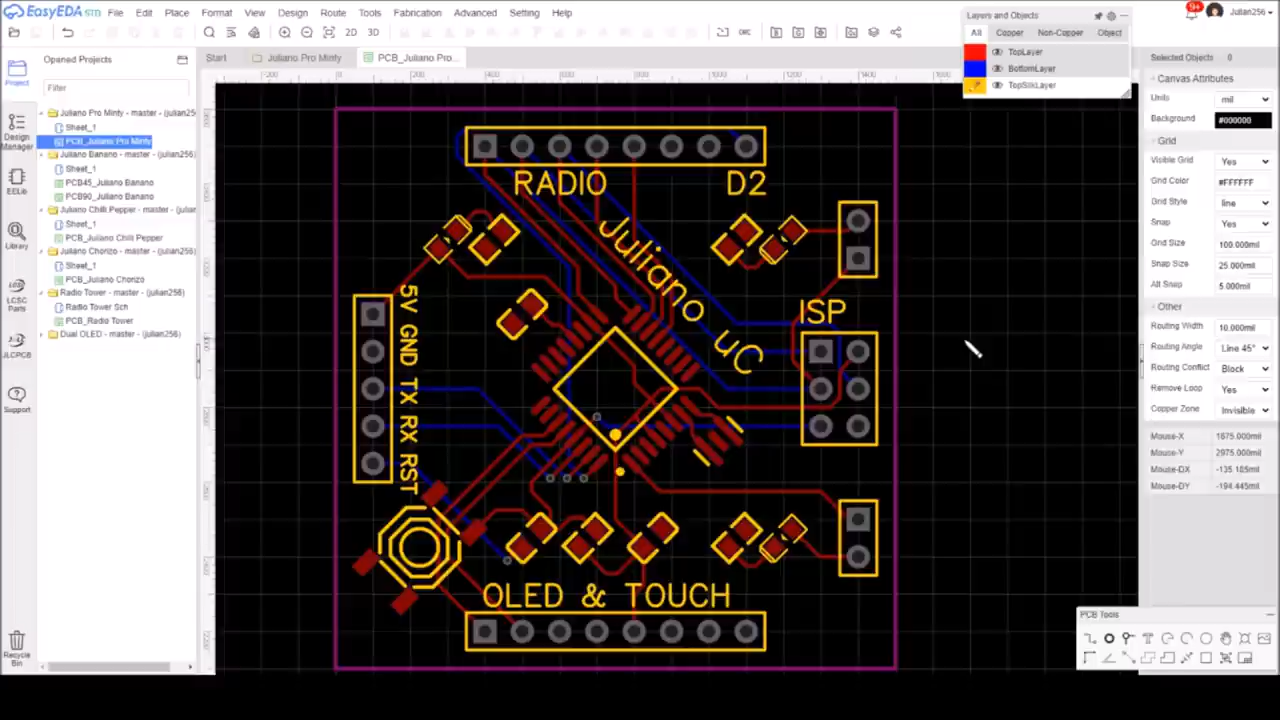 EasyEDA STD File Edit Place Format View Design Route Tools Fabrication Advanced Setting Help
9+ Julian256
2D 3D
Layers and Objects
All Copper Non-Copper Object
TopLayer
BottomLayer
TopSilkLayer
Project
Design Manager
EELib
Library
LCSC Parts
JLCPCB
Support
Recycle Bin
Opened Projects
Filter
Juliano Pro Minty - master - (julian256)
Sheet_1
PCB_Juliano Pro Minty
Juliano Banano - master - (julian256)
Sheet_1
PCB45_Juliano Banano
PCB90_Juliano Banano
Juliano Chilli Pepper - master - (julian
Sheet_1
PCB_Juliano Chilli Pepper
Juliano Chorizo - master - (julian256)
Sheet_1
PCB_Juliano Chorizo
Radio Tower - master - (julian256)
Radio Tower Sch
PCB_Radio Tower
Dual OLED - master - (julian256)
Start Juliano Pro Minty PCB_Juliano Pro...
RADIO D2
Juliano uC
ISP
5V GND TX RX RST
OLED & TOUCH
Selected Objects 0
Canvas Attributes
Units mil
Background #000000
Grid
Visible Grid Yes
Grid Color #FFFFFF
Grid Style line
Snap Yes
Grid Size 100.000mil
Snap Size 25.000mil
Alt Snap 5.000mil
Other
Routing Width 10.000mil
Routing Angle Line 45°
Routing Conflict Block
Remove Loop Yes
Copper Zone Invisible
Mouse-X 1675.000mil
Mouse-Y 2975.000mil
Mouse-DX -135.185mil
Mouse-DY -194.445mil
PCB Tools